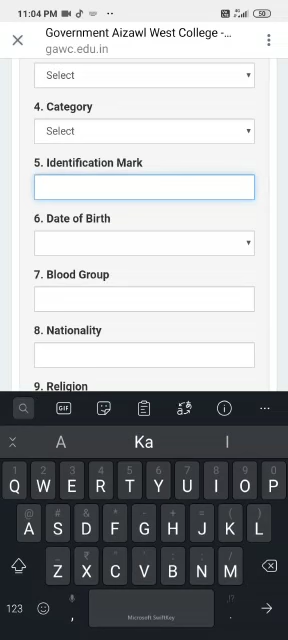 11:04 PM
50
Government Aizawl West College -...
gawc.edu.in
Select
4. Category
Select
5. Identification Mark
6. Date of Birth
7. Blood Group
8. Nationality
9. Religion
GIF
A Ka I
1 2 3 4 5 6 7 8 9 0
Q W E R T Y U I O P
@ # & * - + = ( )
A S D F G H J K L
Z X C V B N M
123 , Microsoft SwiftKey .